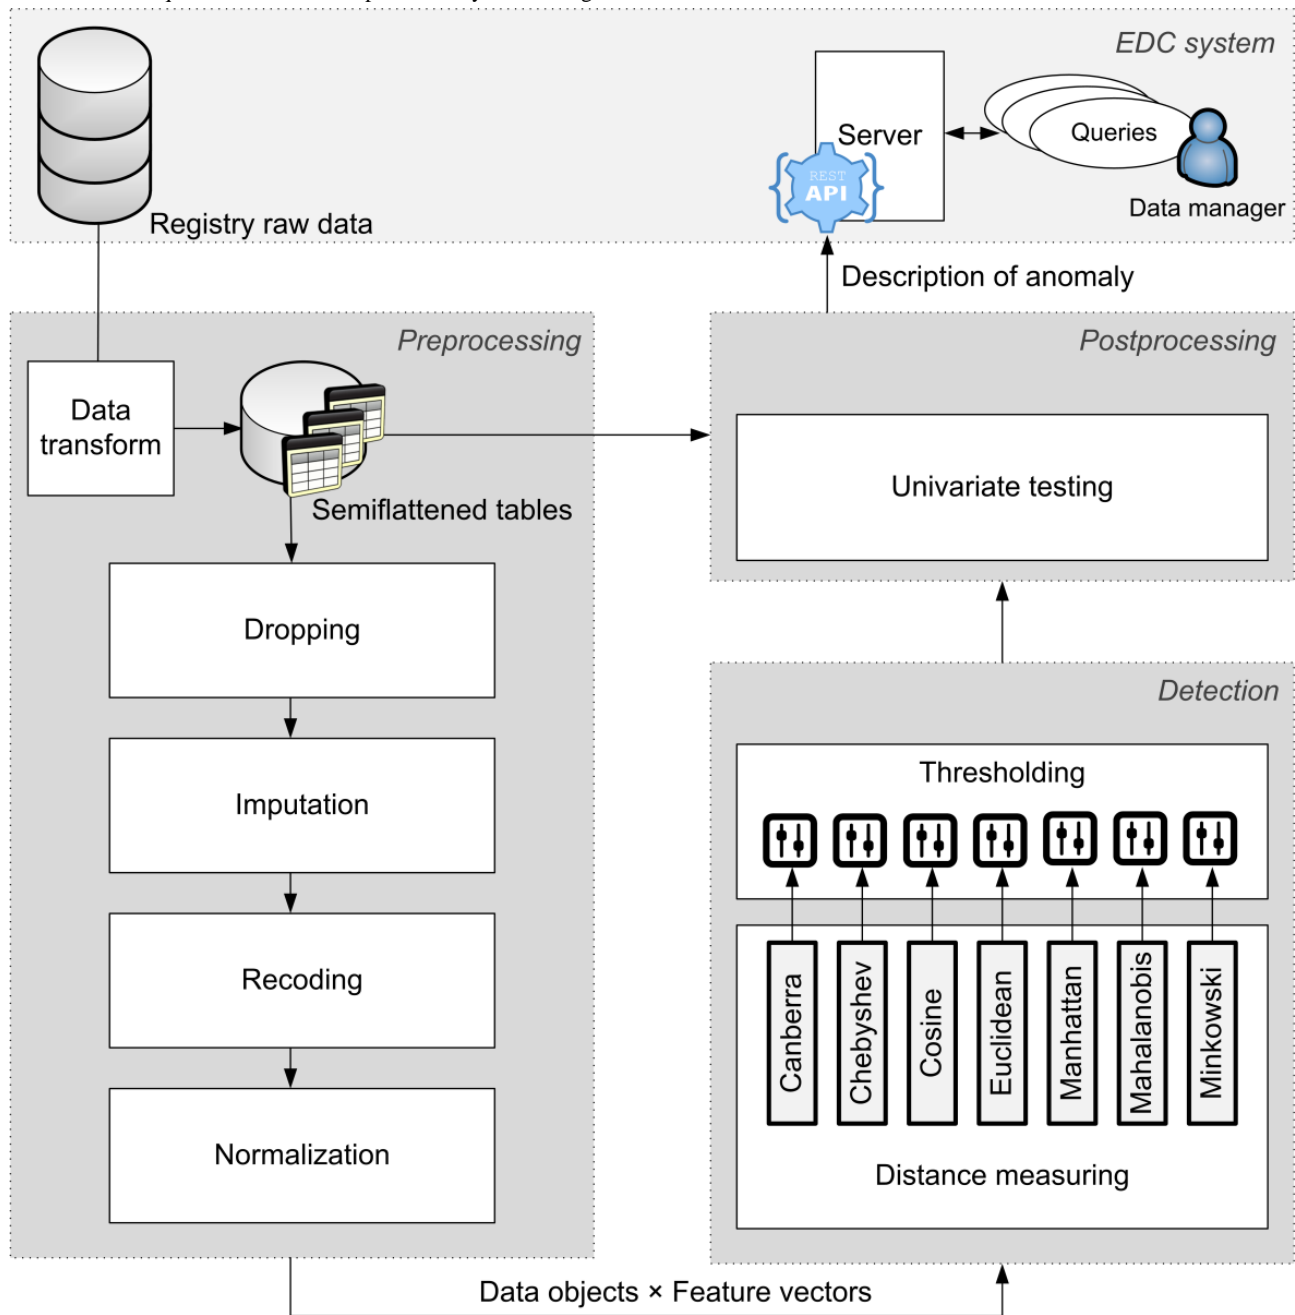 EDC system
Server
REST
API
Queries
Data manager
Registry raw data
Description of anomaly
Preprocessing
Data
transform
Semiflattened tables
Dropping
Imputation
Recoding
Normalization
Postprocessing
Univariate testing
Detection
Thresholding
Canberra
Chebyshev
Cosine
Euclidean
Manhattan
Mahalanobis
Minkowski
Distance measuring
Data objects × Feature vectors